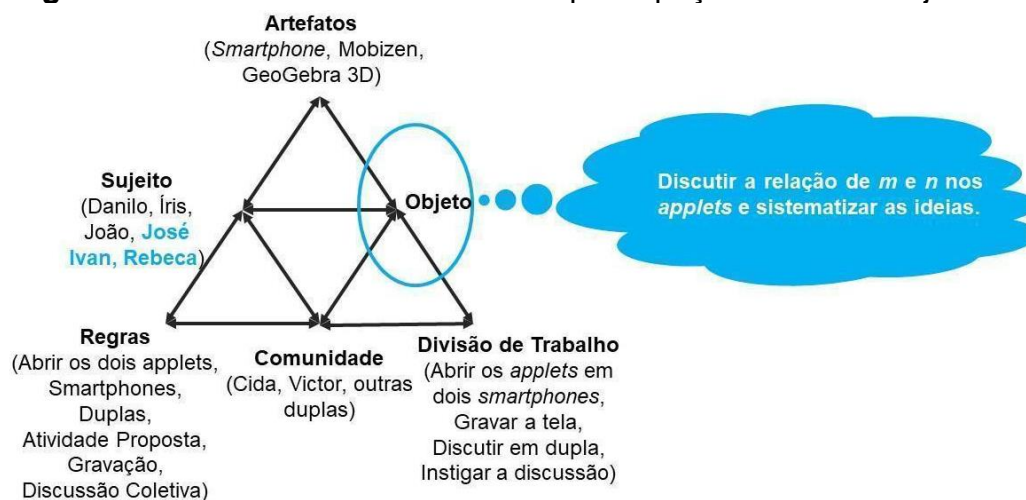 Artefatos
(Smartphone, Mobizen,
GeoGebra 3D)
Sujeito
(Danilo, Íris,
João, José
Ivan, Rebeca)
Objeto
Discutir a relação de m e n nos
applets e sistematizar as ideias.
Regras
(Abrir os dois applets,
Smartphones,
Duplas,
Atividade Proposta,
Gravação,
Discussão Coletiva)
Comunidade
(Cida, Victor, outras
duplas)
Divisão de Trabalho
(Abrir os applets em
dois smartphones,
Gravar a tela,
Discutir em dupla,
Instigar a discussão)